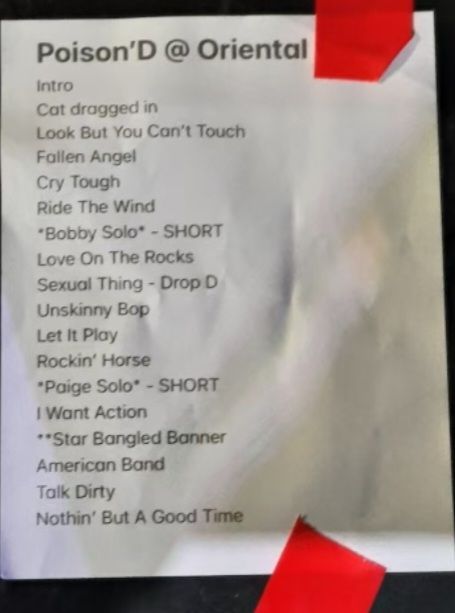 Poison'D @ Oriental
Intro
Cat dragged in
Look But You Can't Touch
Fallen Angel
Cry Tough
Ride The Wind
*Bobby Solo* - SHORT
Love On The Rocks
Sexual Thing - Drop D
Unskinny Bop
Let It Play
Rockin' Horse
*Paige Solo* - SHORT
I Want Action
**Star Bangled Banner
American Band
Talk Dirty
Nothin' But A Good Time